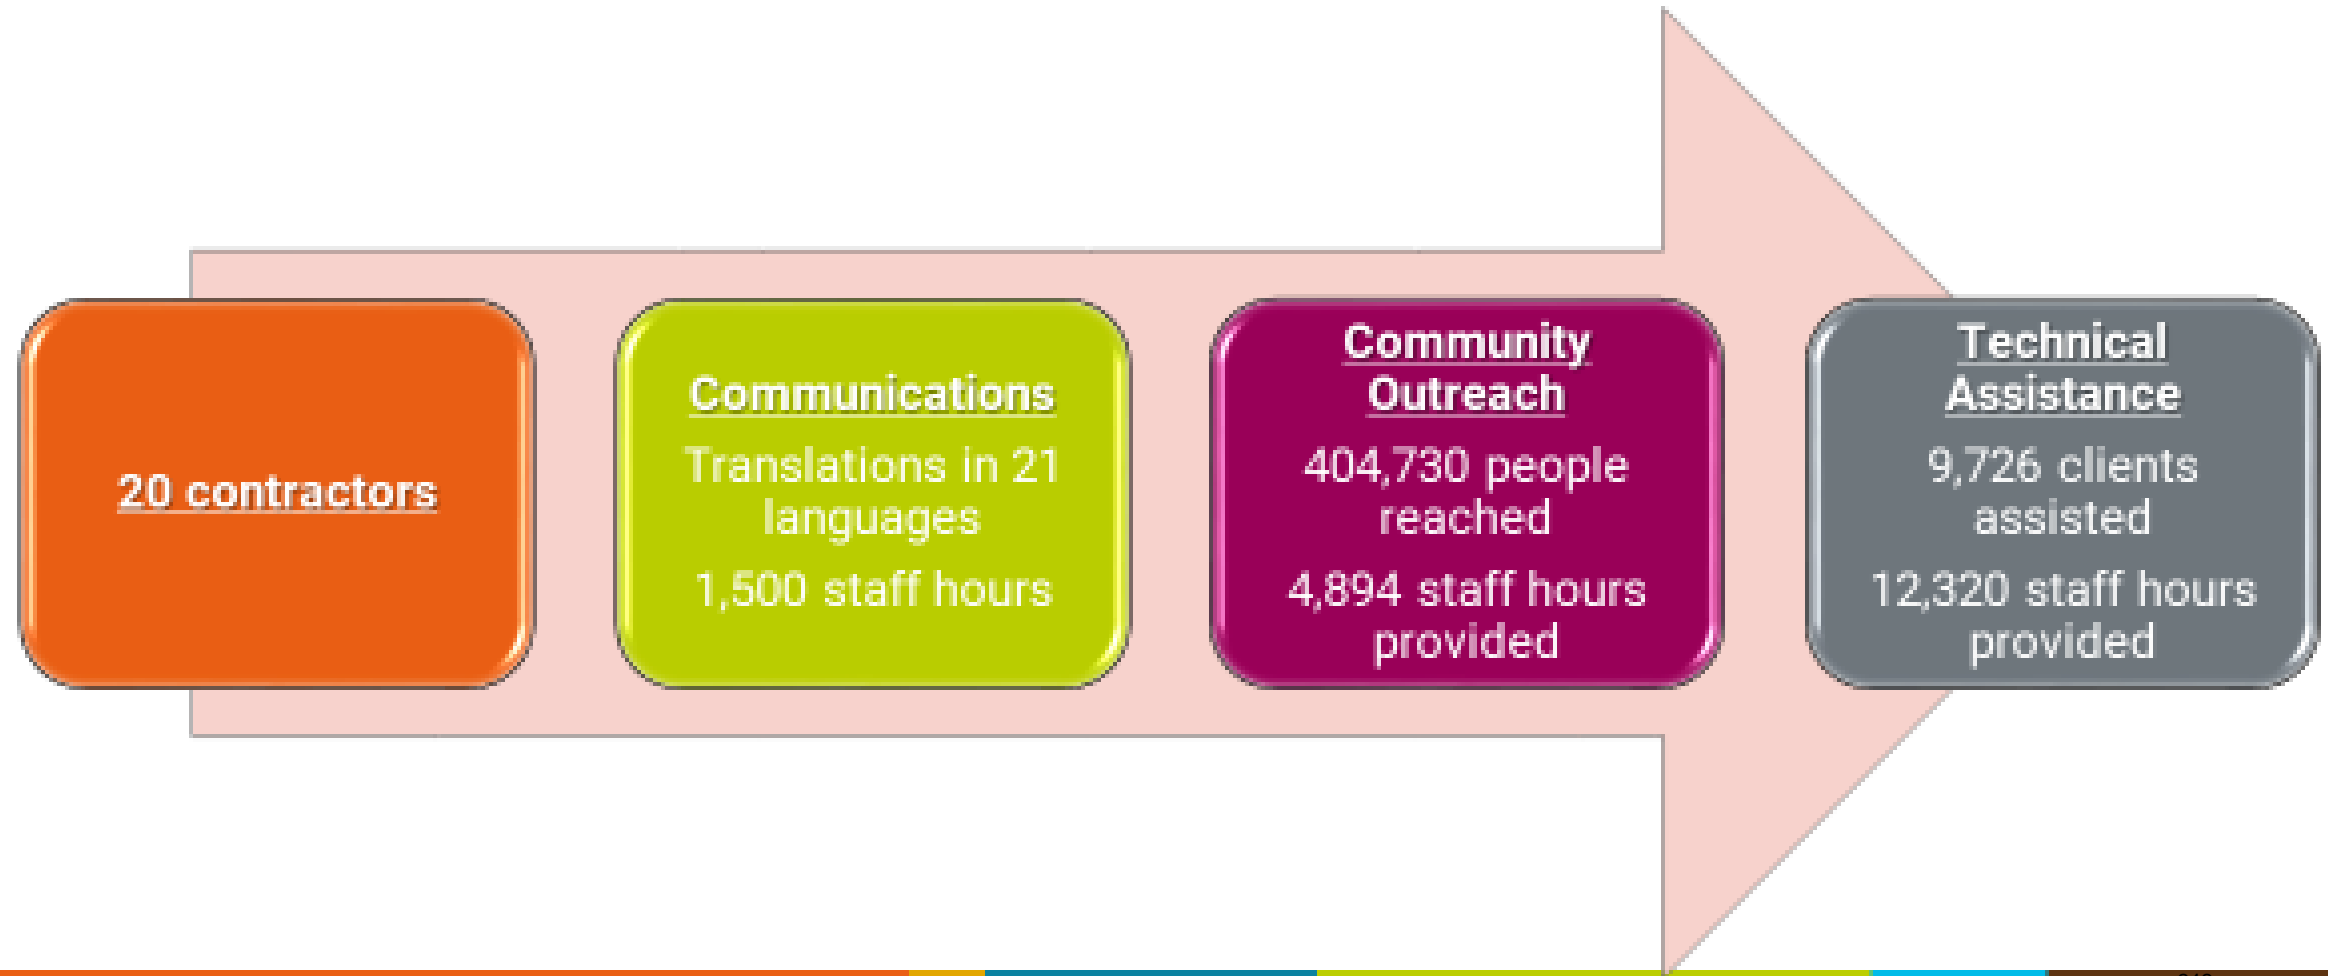 20 contractors
Communications
Translations in 21
languages
1,500 staff hours
Community
Outreach
404,730 people
reached
4,894 staff hours
provided
Technical
Assistance
9,726 clients
assisted
12,320 staff hours
provided